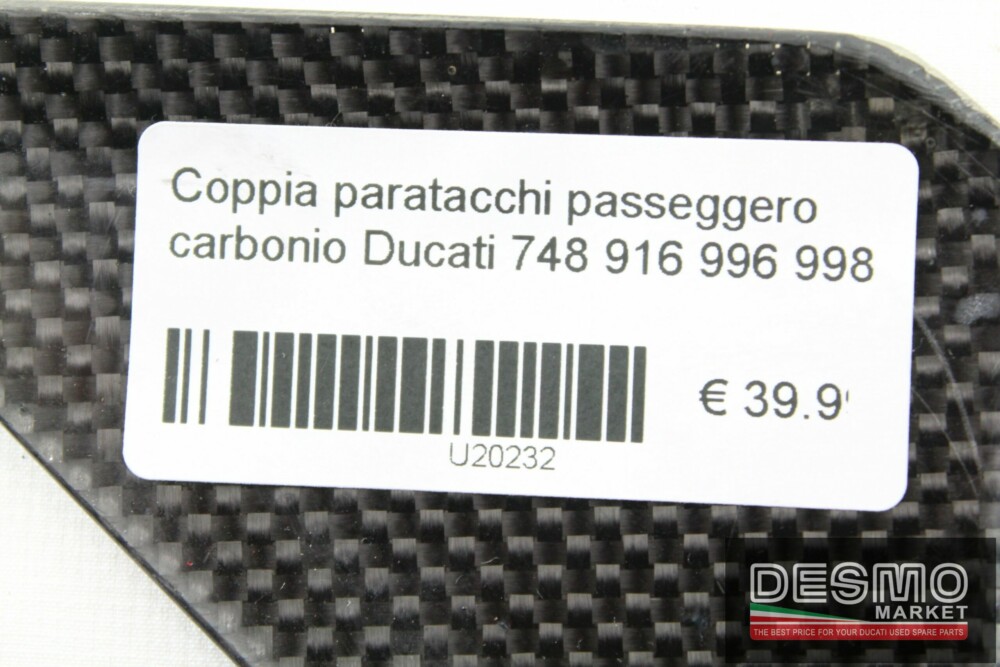 Coppia paratacchi passeggero
carbonio Ducati 748 916 996 998
€ 39.9
U20232
DESMO
MARKET
THE BEST PRICE FOR YOUR DUCATI USED SPARE PARTS